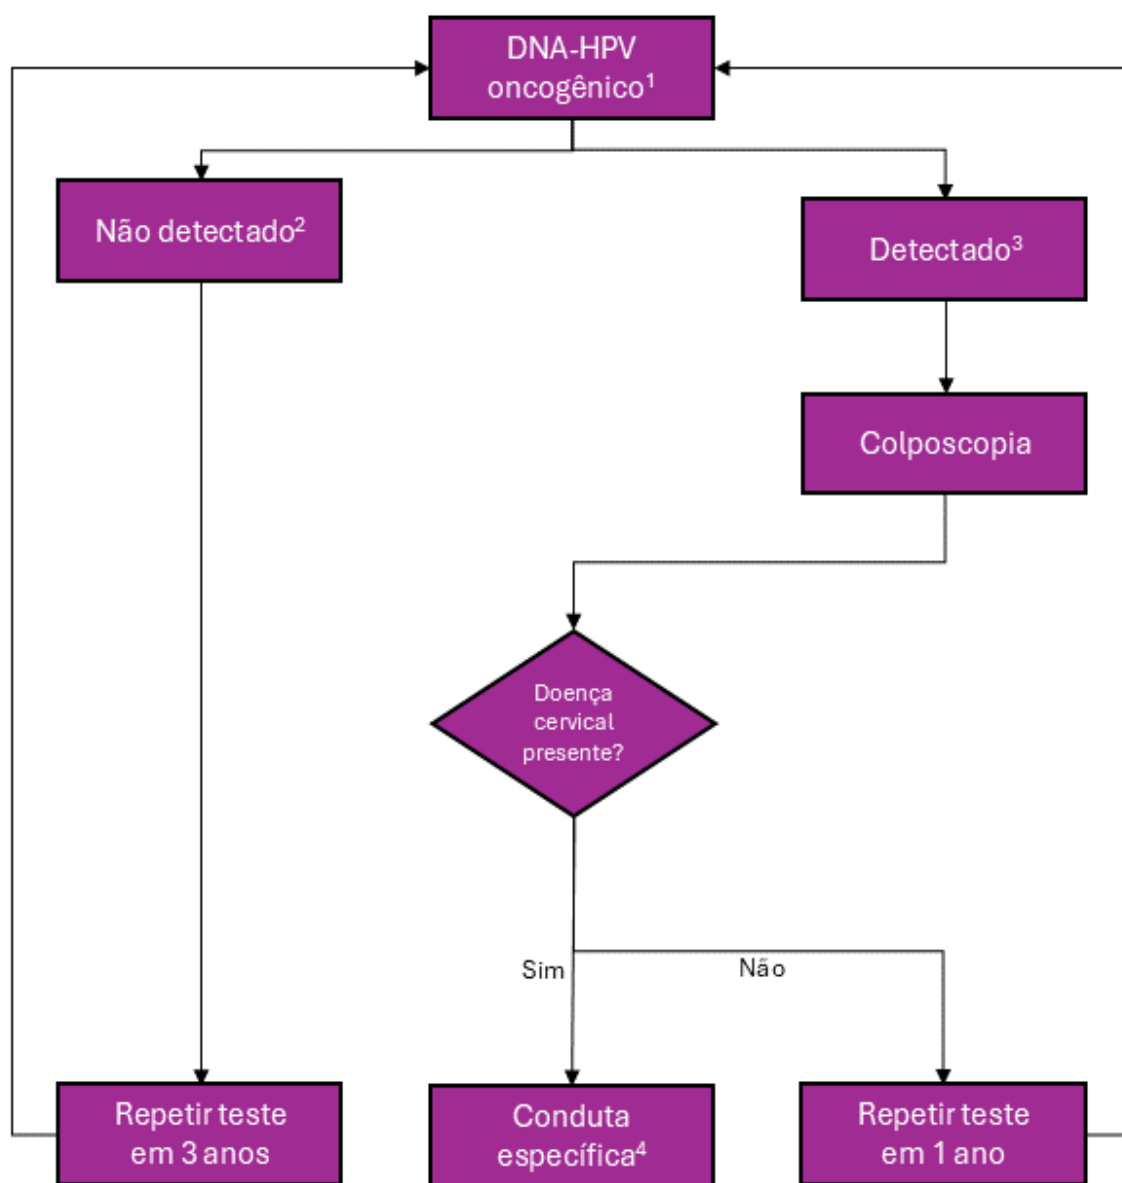 DNA-HPV
oncogênico¹
Não detectado²
Detectado³
Colposcopia
Doença
cervical
presente?
Sim
Não
Repetir teste
em 3 anos
Conduta
específica⁴
Repetir teste
em 1 ano